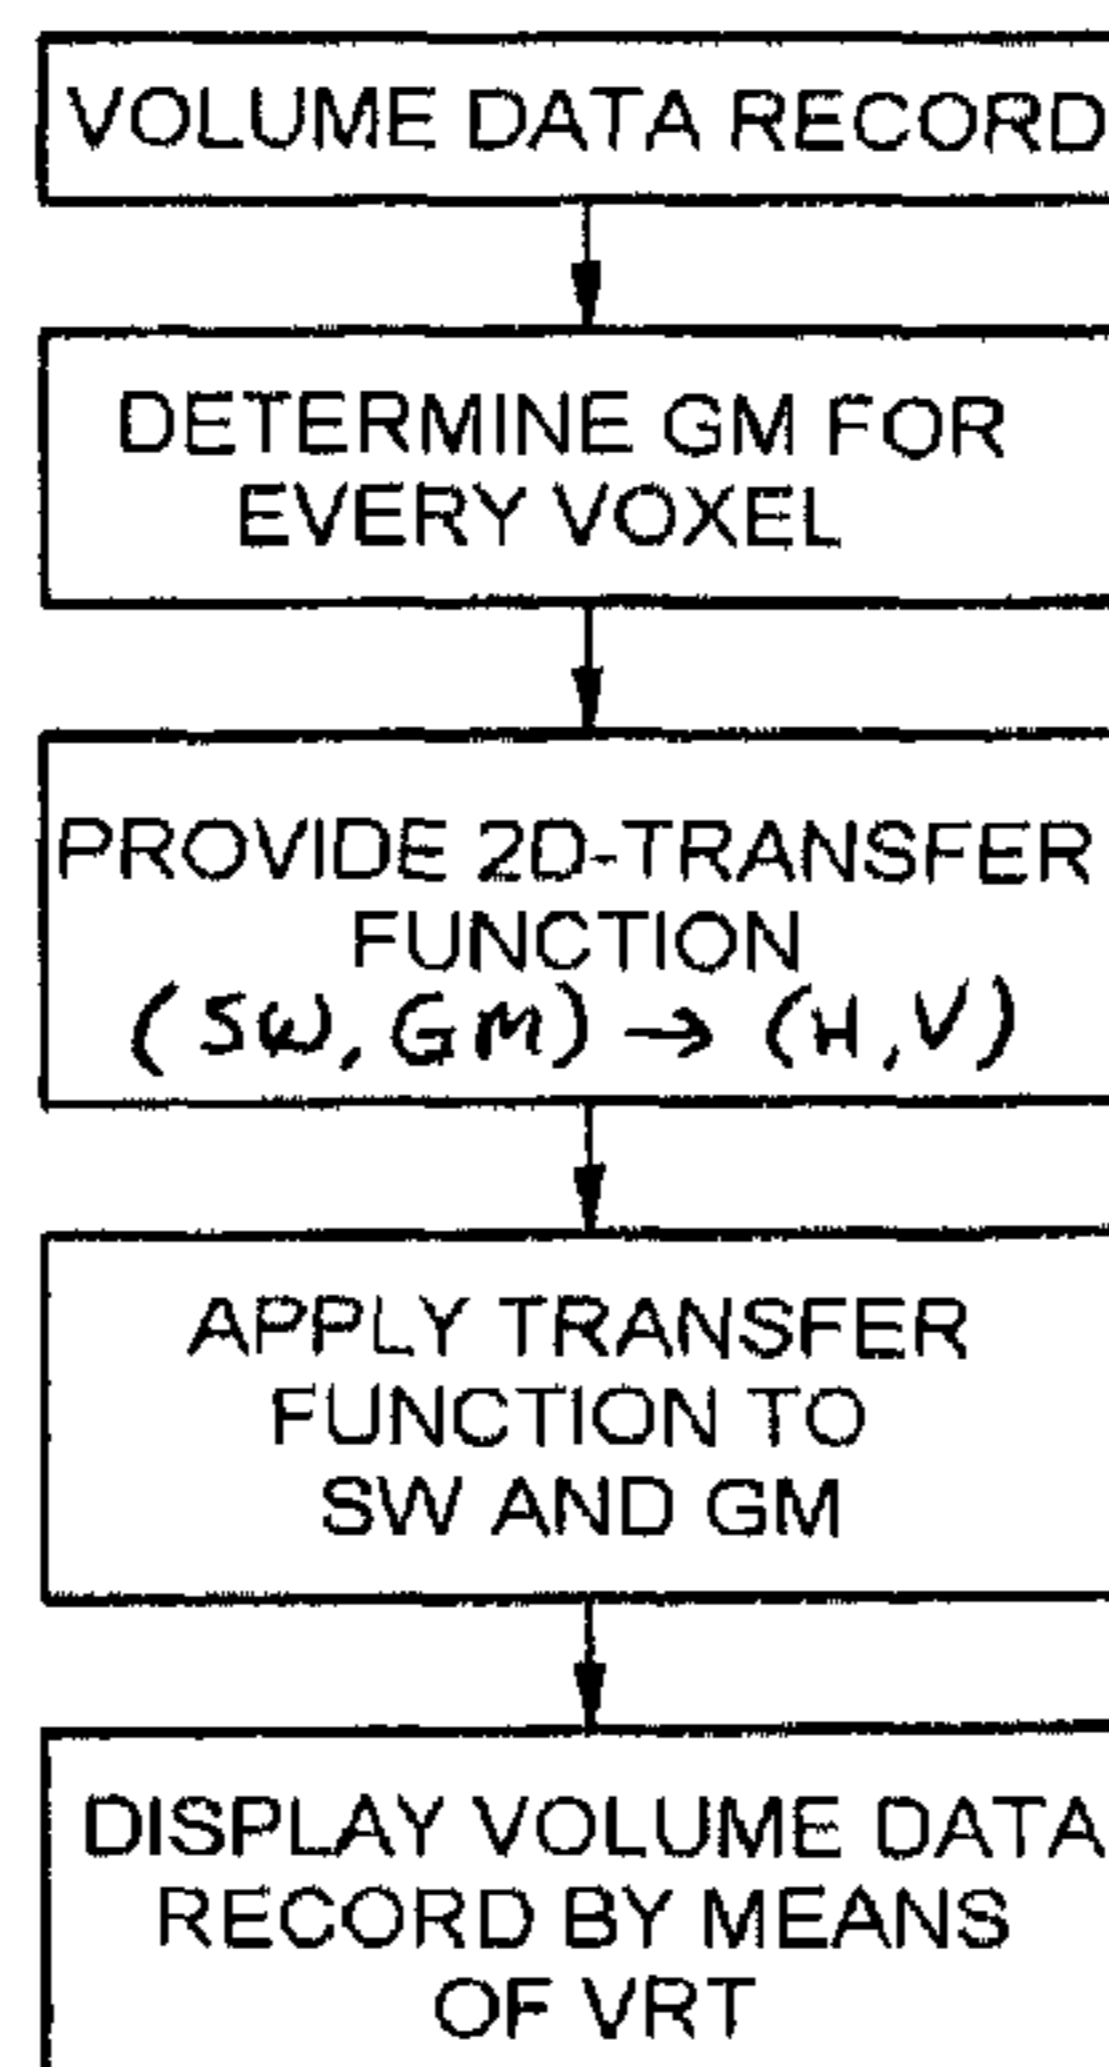 VOLUME DATA RECORD
DETERMINE GM FOR
EVERY VOXEL
PROVIDE 2D-TRANSFER
FUNCTION
(SW, GM) → (H, V)
APPLY TRANSFER
FUNCTION TO
SW AND GM
DISPLAY VOLUME DATA
RECORD BY MEANS
OF VRT